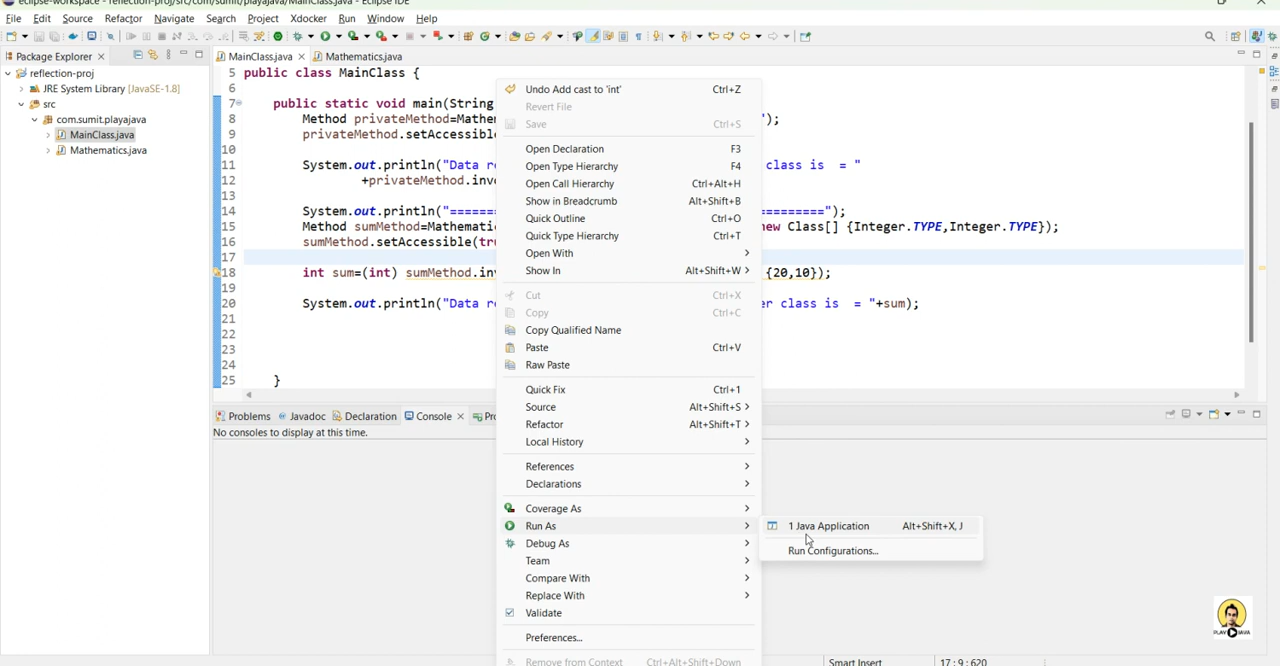 eclipse-workspace - reflection-proj/src/com/sumit/playajava/MainClass.java - Eclipse IDE
File Edit Source Refactor Navigate Search Project Xdocker Run Window Help
Package Explorer
reflection-proj
JRE System Library [JavaSE-1.8]
src
com.sumit.playajava
MainClass.java
Mathematics.java
MainClass.java Mathematics.java
5 public class MainClass {
6
7 public static void main(String
8 Method privateMethod=Mathe ");
9 privateMethod.setAccessibl
10
11 System.out.println("Data r class is = "
12 +privateMethod.inv
13
14 System.out.println("====== =========");
15 Method sumMethod=Mathemati new Class[] {Integer.TYPE,Integer.TYPE});
16 sumMethod.setAccessible(tru
17
18 int sum=(int) sumMethod.inv {20,10});
19
20 System.out.println("Data r er class is = "+sum);
21
22
23
24
25 }
Undo Add cast to 'int' Ctrl+Z
Revert File
Save Ctrl+S
Open Declaration F3
Open Type Hierarchy F4
Open Call Hierarchy Ctrl+Alt+H
Show in Breadcrumb Alt+Shift+B
Quick Outline Ctrl+O
Quick Type Hierarchy Ctrl+T
Open With >
Show In Alt+Shift+W >
Cut Ctrl+X
Copy Ctrl+C
Copy Qualified Name
Paste Ctrl+V
Raw Paste
Quick Fix Ctrl+1
Source Alt+Shift+S >
Refactor Alt+Shift+T >
Local History >
References >
Declarations >
Coverage As >
Run As >
Debug As >
Team >
Compare With >
Replace With >
Validate
Preferences...
Remove from Context Ctrl+Alt+Shift+Down
1 Java Application Alt+Shift+X, J
Run Configurations...
Problems Javadoc Declaration Console Pro
No consoles to display at this time.
PLAY JAVA
Smart Insert 17 : 9 : 620